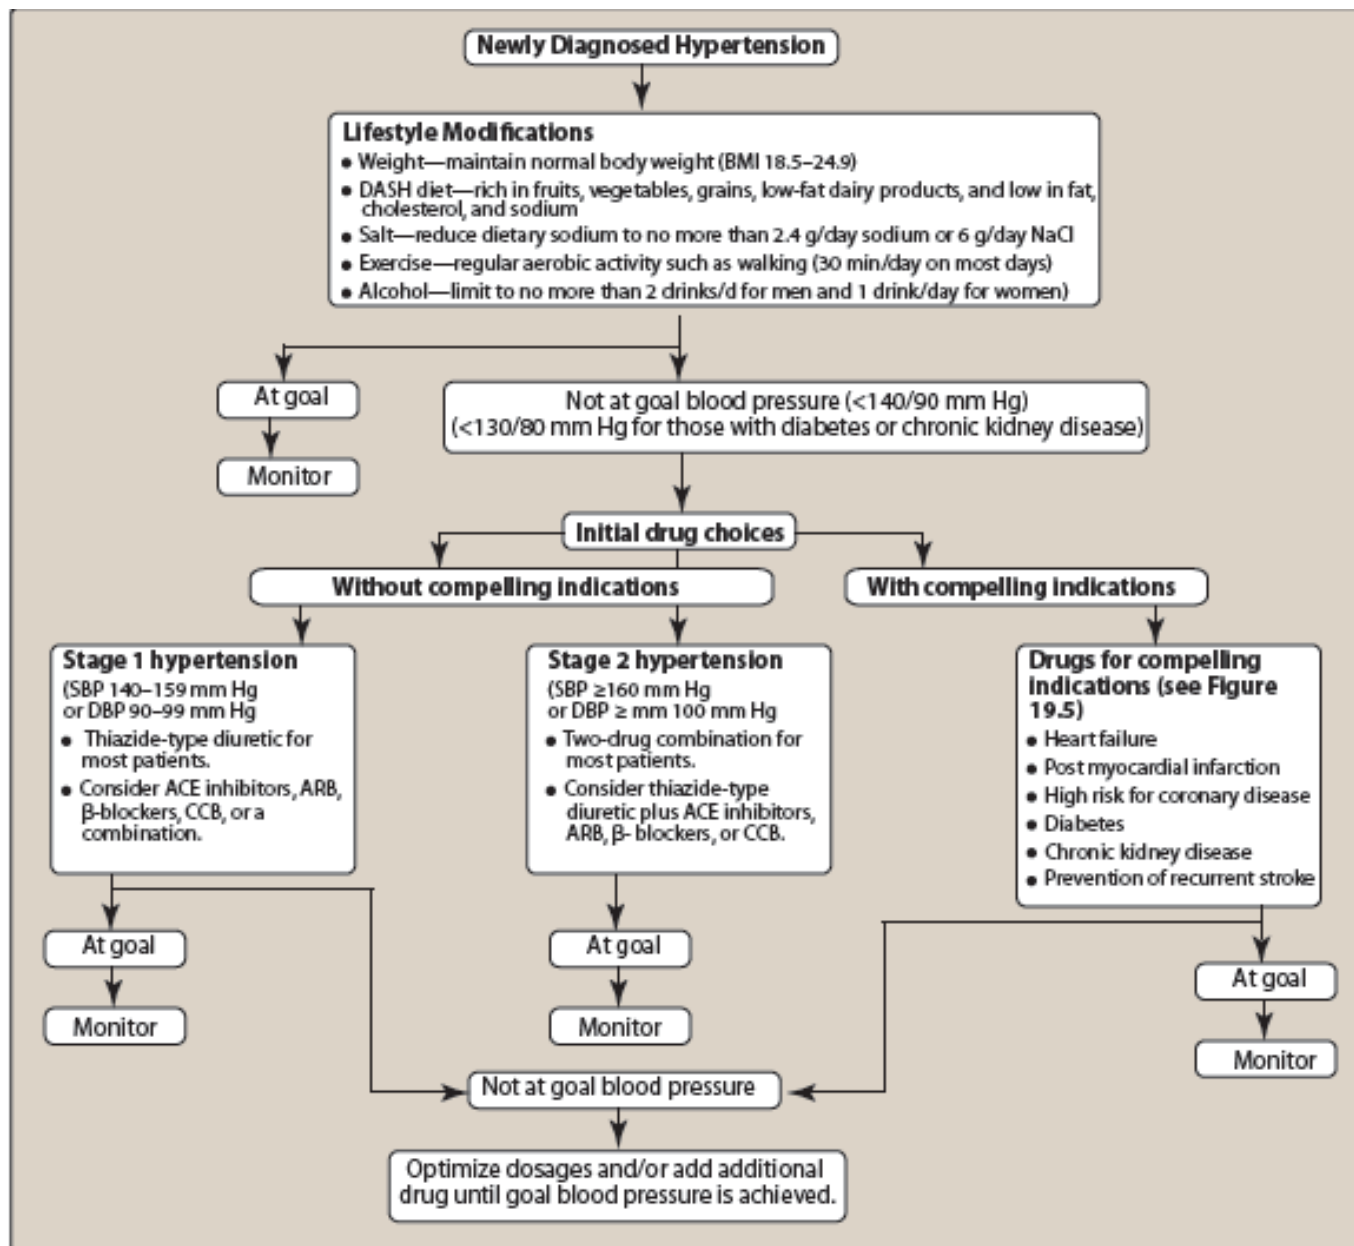 Newly Diagnosed Hypertension
Lifestyle Modifications
● Weight—maintain normal body weight (BMI 18.5–24.9)
● DASH diet—rich in fruits, vegetables, grains, low-fat dairy products, and low in fat,
cholesterol, and sodium
● Salt—reduce dietary sodium to no more than 2.4 g/day sodium or 6 g/day NaCl
● Exercise—regular aerobic activity such as walking (30 min/day on most days)
● Alcohol—limit to no more than 2 drinks/d for men and 1 drink/day for women)
At goal
Monitor
Not at goal blood pressure (<140/90 mm Hg)
(<130/80 mm Hg for those with diabetes or chronic kidney disease)
Initial drug choices
Without compelling indications
With compelling indications
Stage 1 hypertension
(SBP 140–159 mm Hg
or DBP 90–99 mm Hg
● Thiazide-type diuretic for
most patients.
● Consider ACE inhibitors, ARB,
β-blockers, CCB, or a
combination.
Stage 2 hypertension
(SBP ≥160 mm Hg
or DBP ≥ mm 100 mm Hg
● Two-drug combination for
most patients.
● Consider thiazide-type
diuretic plus ACE inhibitors,
ARB, β- blockers, or CCB.
Drugs for compelling
indications (see Figure
19.5)
● Heart failure
● Post myocardial infarction
● High risk for coronary disease
● Diabetes
● Chronic kidney disease
● Prevention of recurrent stroke
At goal
Monitor
At goal
Monitor
At goal
Monitor
Not at goal blood pressure
Optimize dosages and/or add additional
drug until goal blood pressure is achieved.